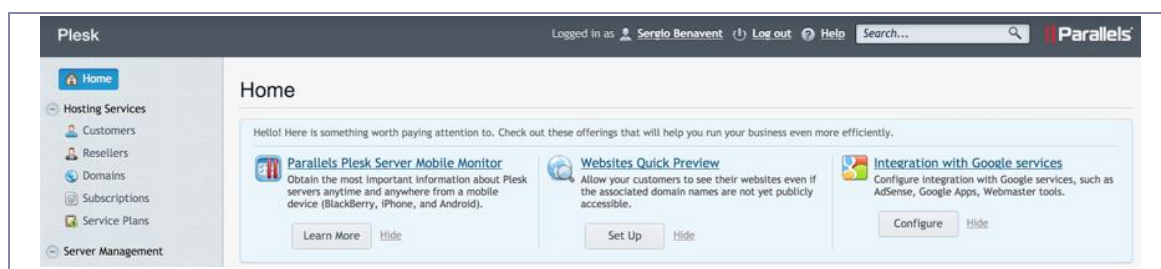 Plesk
Logged in as Sergio Benavent Log out Help Search... Parallels
Home
Hosting Services
Customers
Resellers
Domains
Subscriptions
Service Plans
Server Management
Home
Hello! Here is something worth paying attention to. Check out these offerings that will help you run your business even more efficiently.
Parallels Plesk Server Mobile Monitor
Obtain the most important information about Plesk
servers anytime and anywhere from a mobile
device (BlackBerry, iPhone, and Android).
Learn More Hide
Websites Quick Preview
Allow your customers to see their websites even if
the associated domain names are not yet publicly
accessible.
Set Up Hide
Integration with Google services
Configure integration with Google services, such as
AdSense, Google Apps, Webmaster tools.
Configure Hide